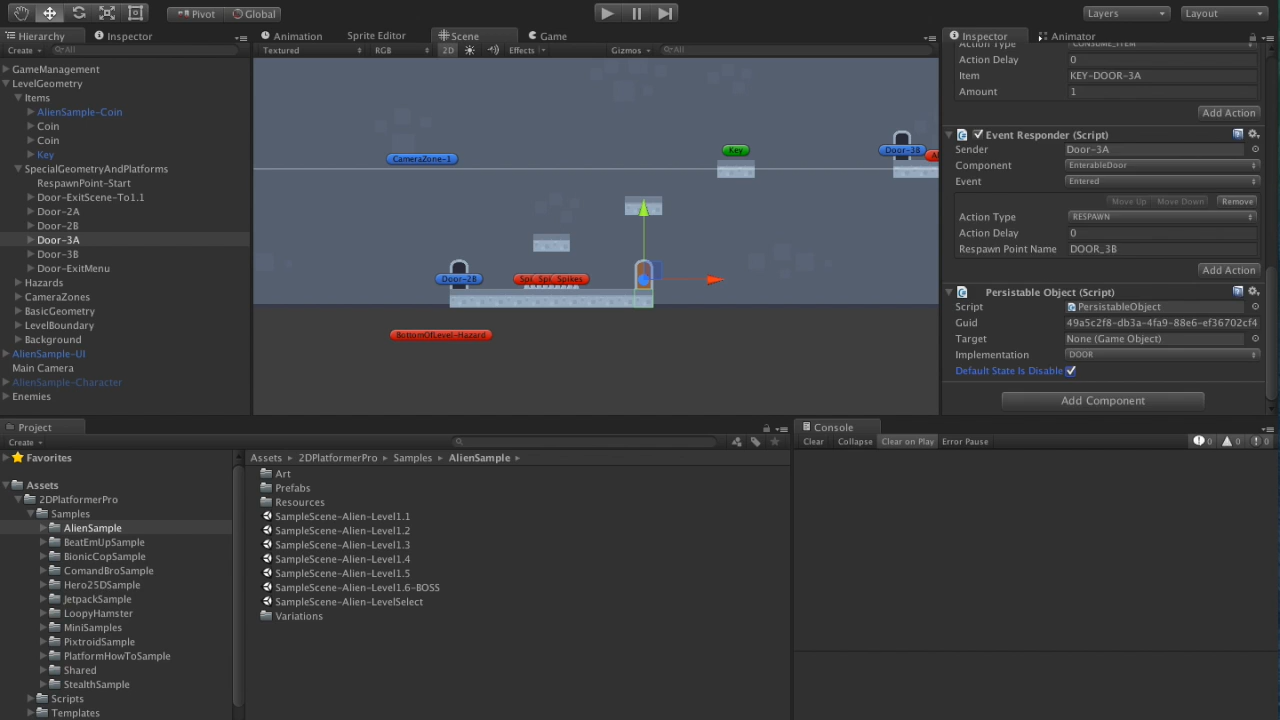 Pivot Global Layers Layout
Hierarchy Inspector
Create All
GameManagement
LevelGeometry
Items
AlienSample-Coin
Coin
Coin
Key
SpecialGeometryAndPlatforms
RespawnPoint-Start
Door-ExitScene-To1.1
Door-2A
Door-2B
Door-3A
Door-3B
Door-ExitMenu
Hazards
CameraZones
BasicGeometry
LevelBoundary
Background
AlienSample-UI
Main Camera
AlienSample-Character
Enemies
Animation Sprite Editor Scene Game
Textured RGB 2D Effects Gizmos All
CameraZone-1
Key
Door-3B
Door-2B
Spi Spi Spikes
BottomOfLevel-Hazard
Inspector Animator
Action Type CONSUME_ITEM
Action Delay 0
Item KEY-DOOR-3A
Amount 1
Add Action
Event Responder (Script)
Sender Door-3A
Component EnterableDoor
Event Entered
Move Up Move Down Remove
Action Type RESPAWN
Action Delay 0
Respawn Point Name DOOR_3B
Add Action
Persistable Object (Script)
Script PersistableObject
Guid 49a5c2f8-db3a-4fa9-88e6-ef36702cf4
Target None (Game Object)
Implementation DOOR
Default State Is Disable
Add Component
Project
Create
Favorites
Assets
2DPlatformerPro
Samples
AlienSample
BeatEmUpSample
BionicCopSample
ComandBroSample
Hero25DSample
JetpackSample
LoopyHamster
MiniSamples
PixtroidSample
PlatformHowToSample
Shared
StealthSample
Scripts
Templates
Assets 2DPlatformerPro Samples AlienSample
Art
Prefabs
Resources
SampleScene-Alien-Level1.1
SampleScene-Alien-Level1.2
SampleScene-Alien-Level1.3
SampleScene-Alien-Level1.4
SampleScene-Alien-Level1.5
SampleScene-Alien-Level1.6-BOSS
SampleScene-Alien-LevelSelect
Variations
Console
Clear Collapse Clear on Play Error Pause 0 0 0